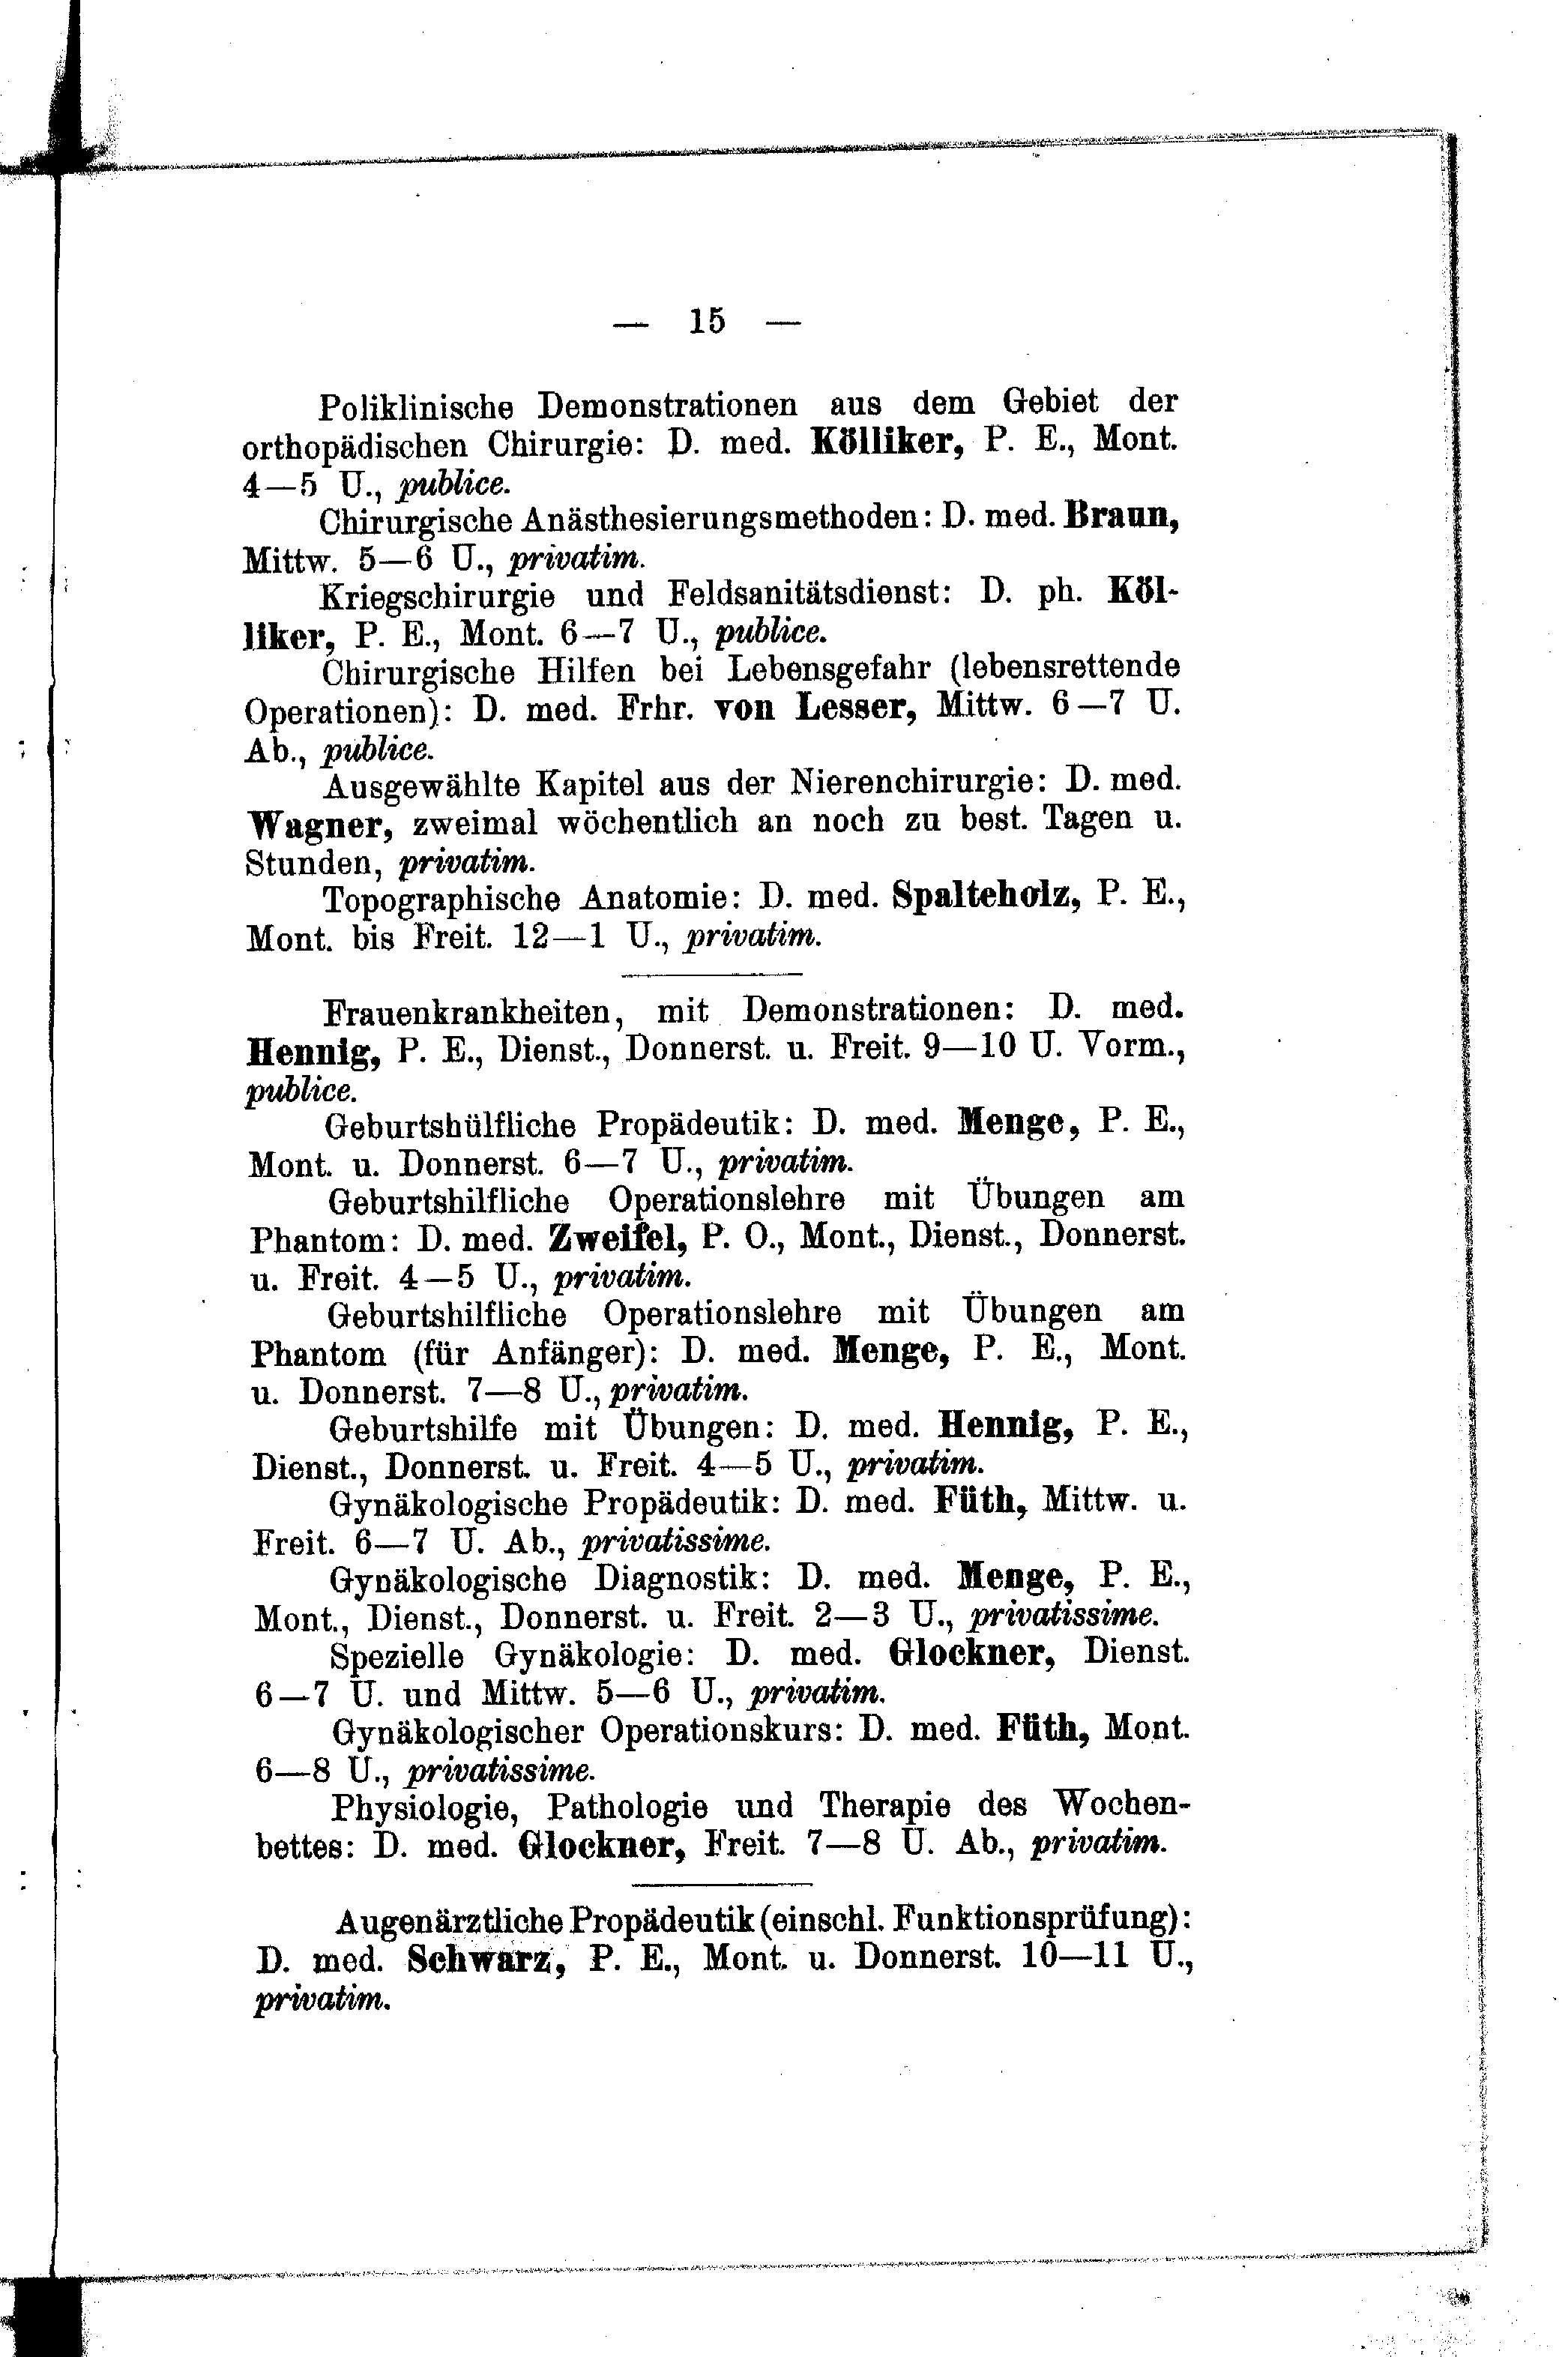 — 15 —
Poliklinische Demonstrationen aus dem Gebiet der
orthopädischen Chirurgie: D. med. Kölliker, P. E., Mont.
4—5 U., publice.
Chirurgische Anästhesierungsmethoden: D. med. Braun,
Mittw. 5—6 U., privatim.
Kriegschirurgie und Feldsanitätsdienst: D. ph. Köl-
liker, P. E., Mont. 6—7 U., publice.
Chirurgische Hilfen bei Lebensgefahr (lebensrettende
Operationen): D. med. Frhr. von Lesser, Mittw. 6—7 U.
Ab., publice.
Ausgewählte Kapitel aus der Nierenchirurgie: D. med.
Wagner, zweimal wöchentlich an noch zu best. Tagen u.
Stunden, privatim.
Topographische Anatomie: D. med. Spalteholz, P. E.,
Mont. bis Freit. 12—1 U., privatim.
Frauenkrankheiten, mit Demonstrationen: D. med.
Hennig, P. E., Dienst., Donnerst. u. Freit. 9—10 U. Vorm.,
publice.
Geburtshülfliche Propädeutik: D. med. Menge, P. E.,
Mont. u. Donnerst. 6—7 U., privatim.
Geburtshilfliche Operationslehre mit Übungen am
Phantom: D. med. Zweifel, P. O., Mont., Dienst., Donnerst.
u. Freit. 4—5 U., privatim.
Geburtshilfliche Operationslehre mit Übungen am
Phantom (für Anfänger): D. med. Menge, P. E., Mont.
u. Donnerst. 7—8 U., privatim.
Geburtshilfe mit Übungen: D. med. Hennig, P. E.,
Dienst., Donnerst. u. Freit. 4—5 U., privatim.
Gynäkologische Propädeutik: D. med. Füth, Mittw. u.
Freit. 6—7 U. Ab., privatissime.
Gynäkologische Diagnostik: D. med. Menge, P. E.,
Mont., Dienst., Donnerst. u. Freit. 2—3 U., privatissime.
Spezielle Gynäkologie: D. med. Glockner, Dienst.
6—7 U. und Mittw. 5—6 U., privatim.
Gynäkologischer Operationskurs: D. med. Füth, Mont.
6—8 U., privatissime.
Physiologie, Pathologie und Therapie des Wochen-
bettes: D. med. Glockner, Freit. 7—8 U. Ab., privatim.
Augenärztliche Propädeutik (einschl. Funktionsprüfung):
D. med. Schwarz, P. E., Mont. u. Donnerst. 10—11 U.,
privatim.